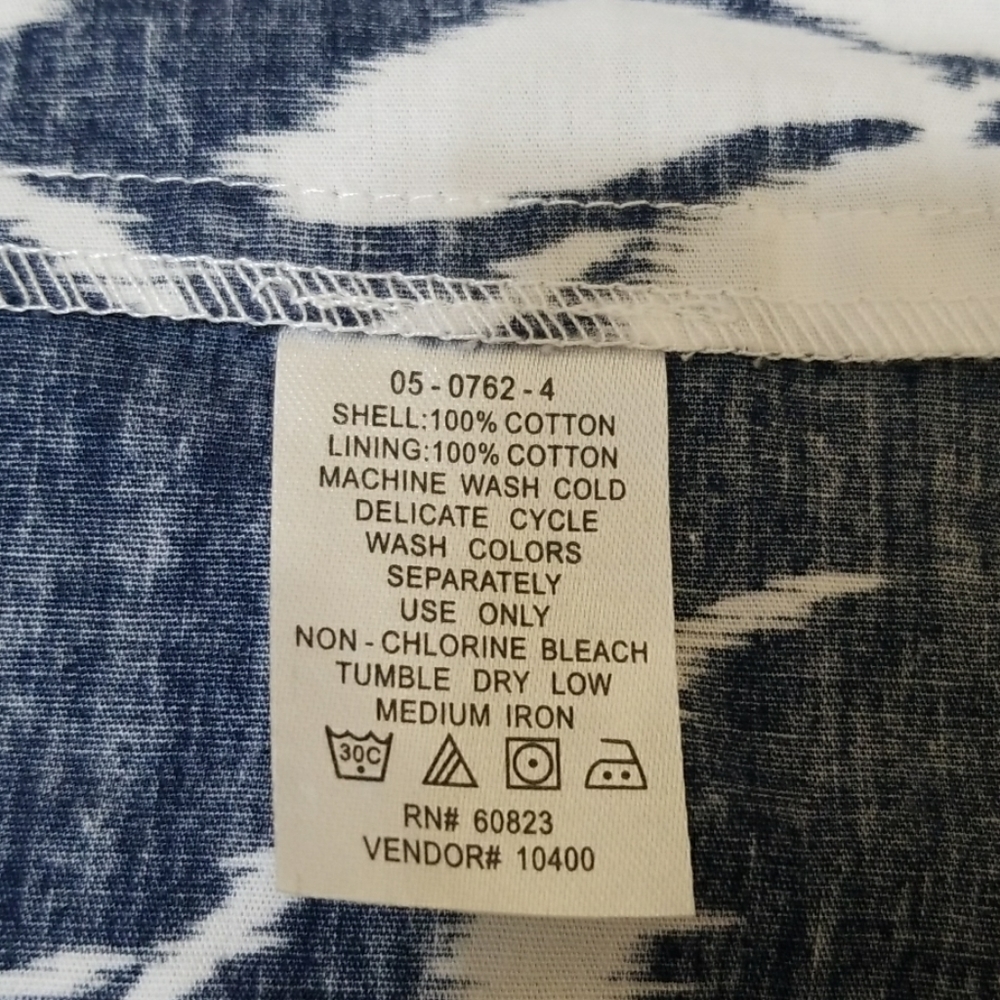 05 - 0762 - 4
SHELL:100% COTTON
LINING:100% COTTON
MACHINE WASH COLD
DELICATE CYCLE
WASH COLORS
SEPARATELY
USE ONLY
NON - CHLORINE BLEACH
TUMBLE DRY LOW
MEDIUM IRON
30C
RN# 60823
VENDOR# 10400